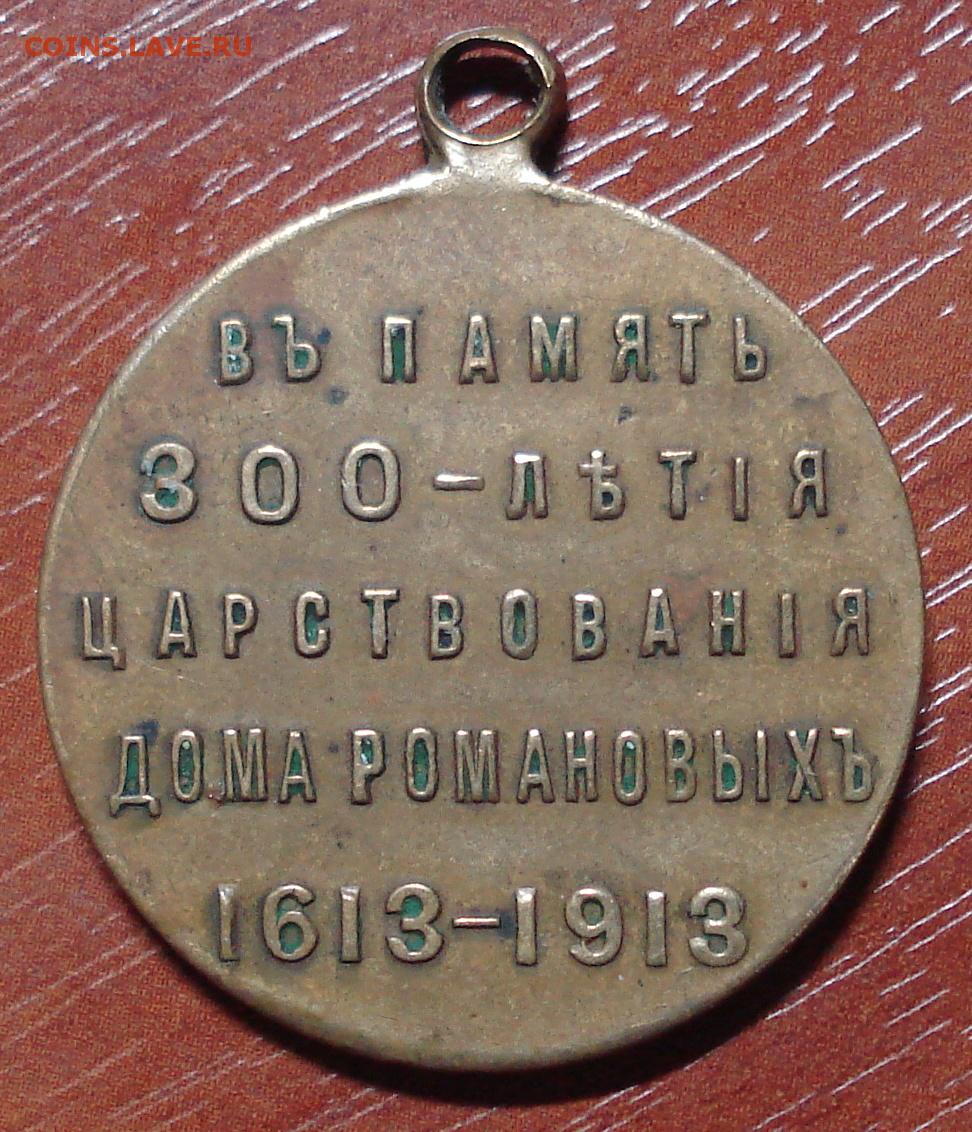 COINS.LAVE.RU
ВЪ ПАМЯТЬ
300-ЛѢТІЯ
ЦАРСТВОВАНІЯ
ДОМА РОМАНОВЫХЪ
1613-1913